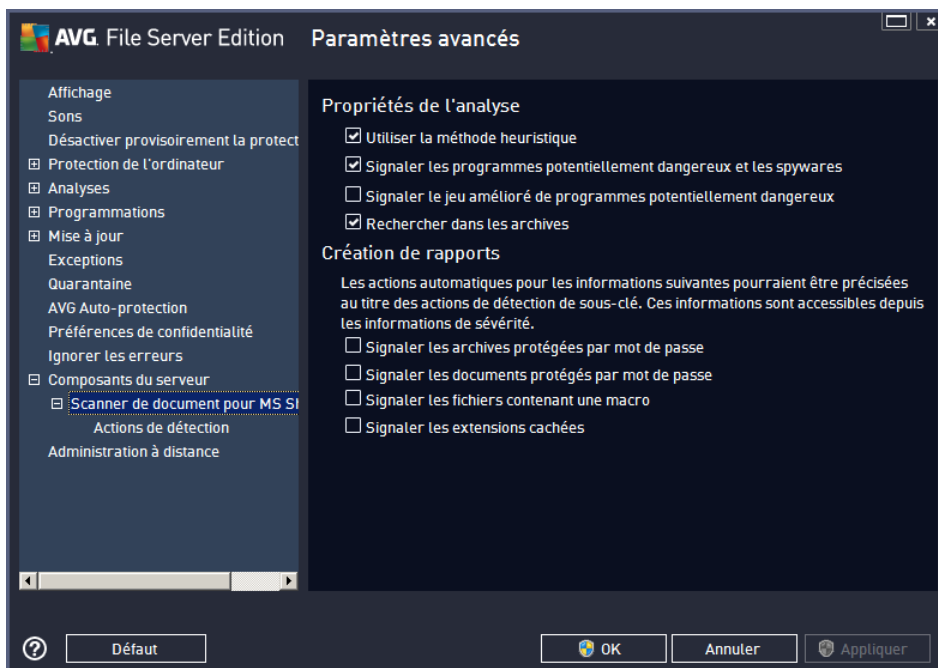 AVG. File Server Edition
Paramètres avancés
Affichage
Sons
Désactiver provisoirement la protect
Protection de l'ordinateur
Analyses
Programmations
Mise à jour
Exceptions
Quarantaine
AVG Auto-protection
Préférences de confidentialité
Ignorer les erreurs
Composants du serveur
Scanner de document pour MS SI
Actions de détection
Administration à distance
Propriétés de l'analyse
Utiliser la méthode heuristique
Signaler les programmes potentiellement dangereux et les spywares
Signaler le jeu amélioré de programmes potentiellement dangereux
Rechercher dans les archives
Création de rapports
Les actions automatiques pour les informations suivantes pourraient être précisées
au titre des actions de détection de sous-clé. Ces informations sont accessibles depuis
les informations de sévérité.
Signaler les archives protégées par mot de passe
Signaler les documents protégés par mot de passe
Signaler les fichiers contenant une macro
Signaler les extensions cachées
Défaut
OK
Annuler
Appliquer